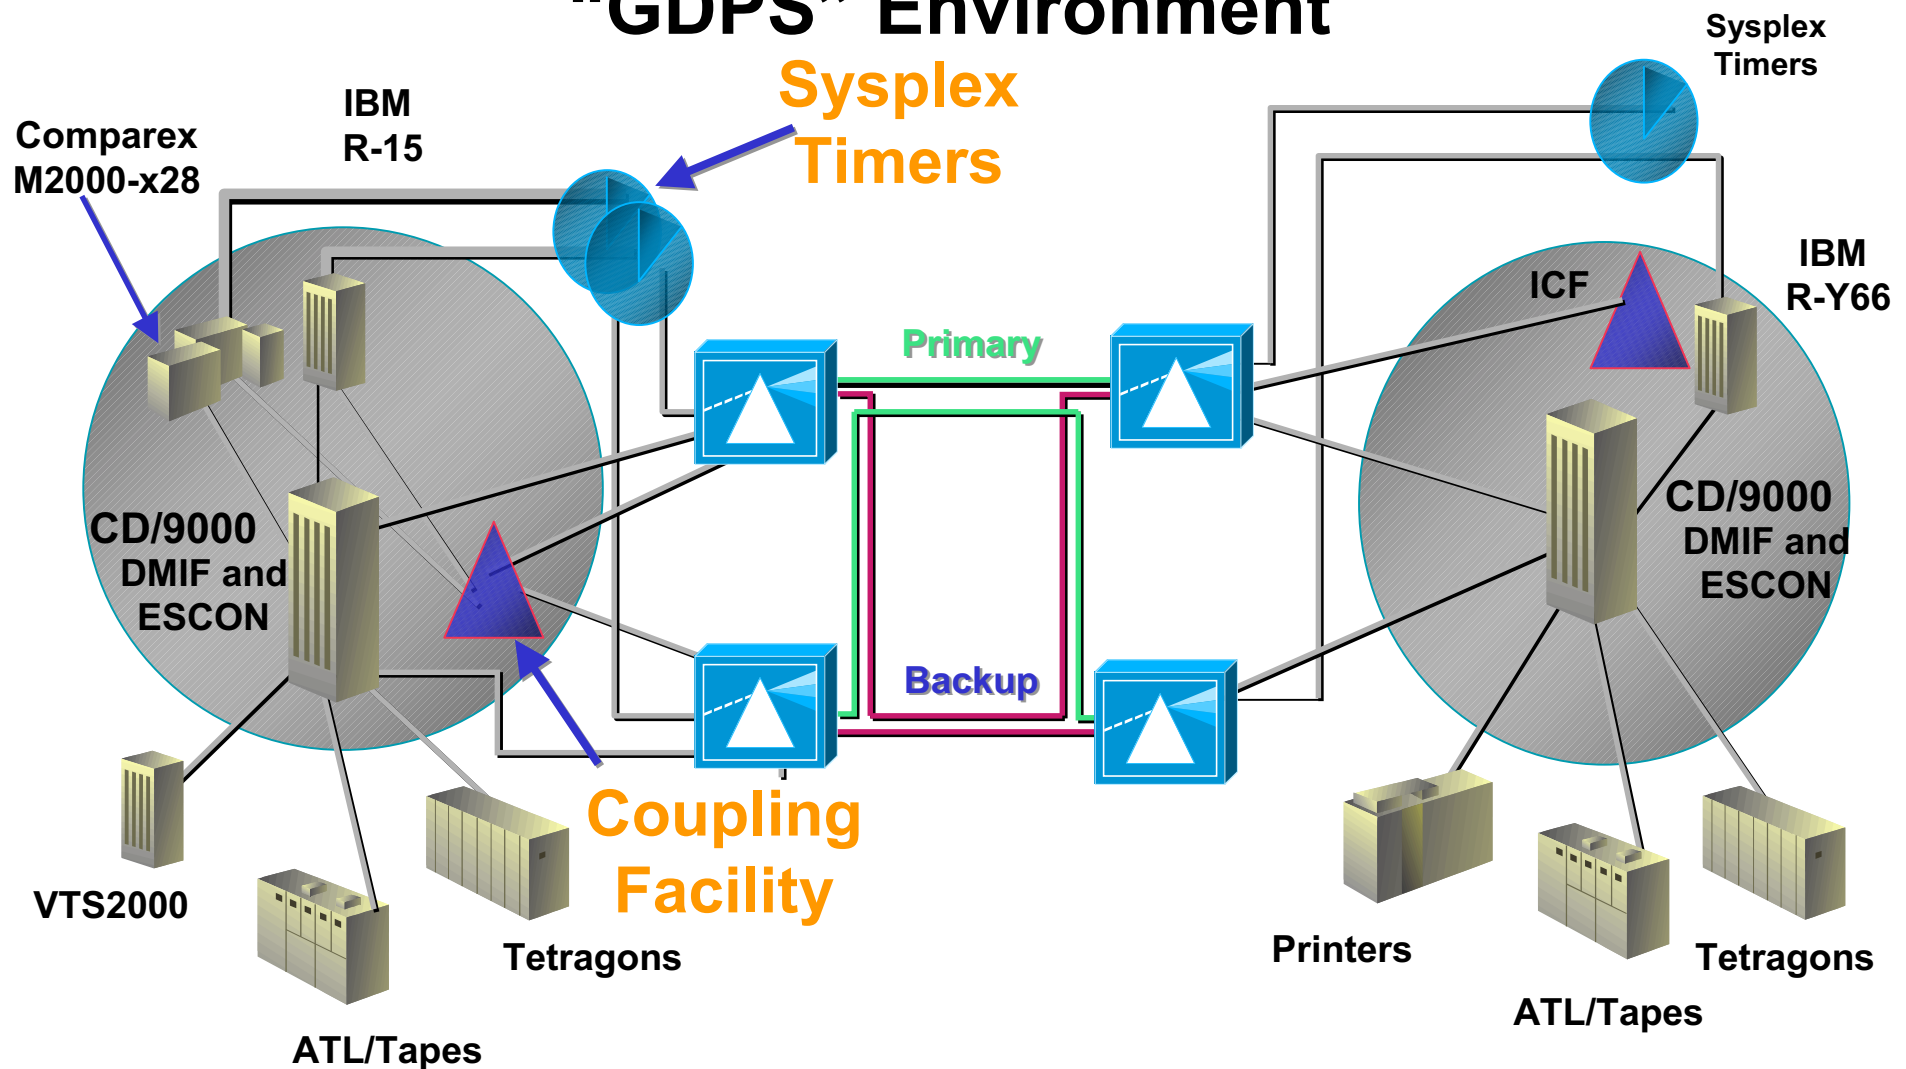 "GDPS" Environment
Sysplex
Timers
Sysplex
Timers
IBM
R-15
Comparex
M2000-x28
IBM
R-Y66
ICF
Primary
CD/9000
DMIF and
ESCON
CD/9000
DMIF and
ESCON
Backup
Coupling
Facility
VTS2000
Tetragons
ATL/Tapes
Printers
Tetragons
ATL/Tapes